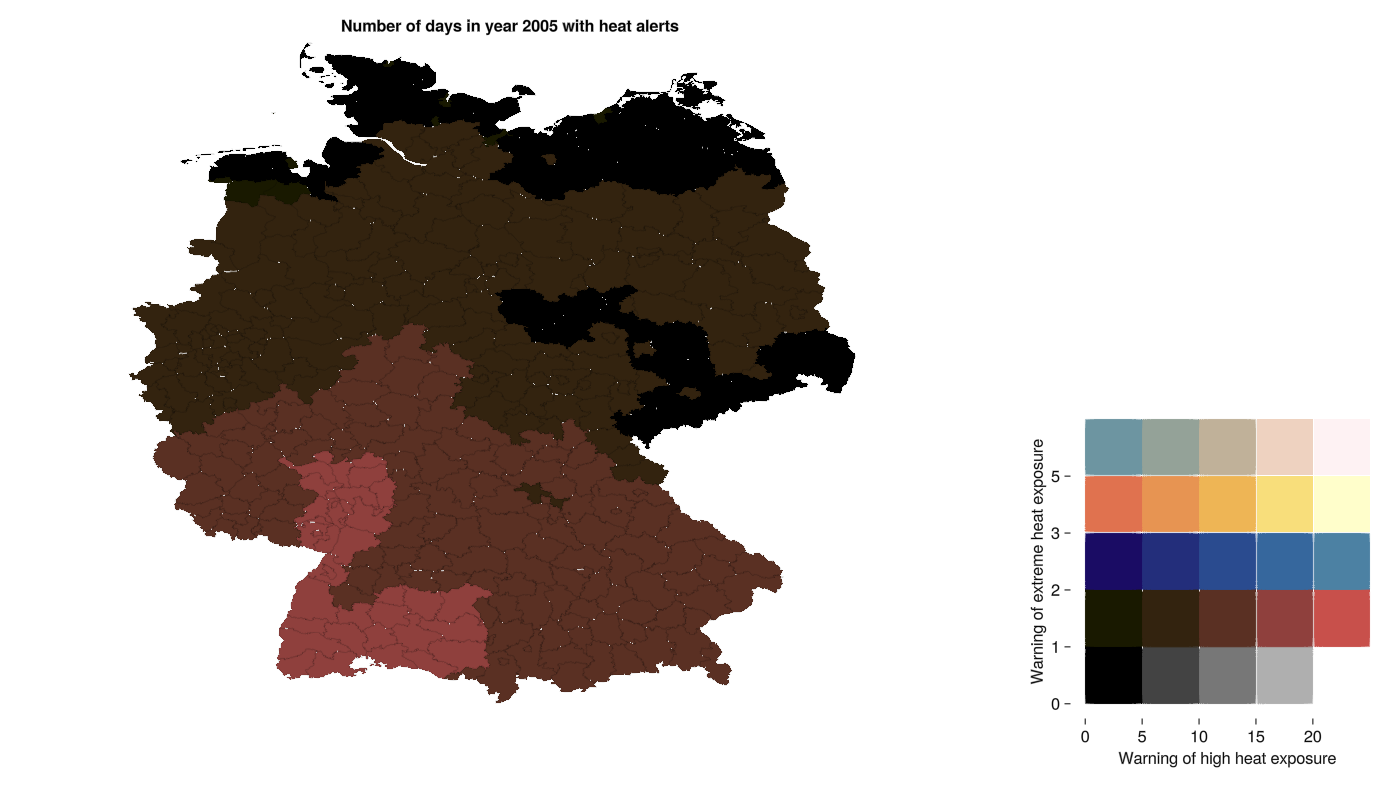 Number of days in year 2005 with heat alerts
Warning of extreme heat exposure
5
3
2
1
0
0 5 10 15 20
Warning of high heat exposure